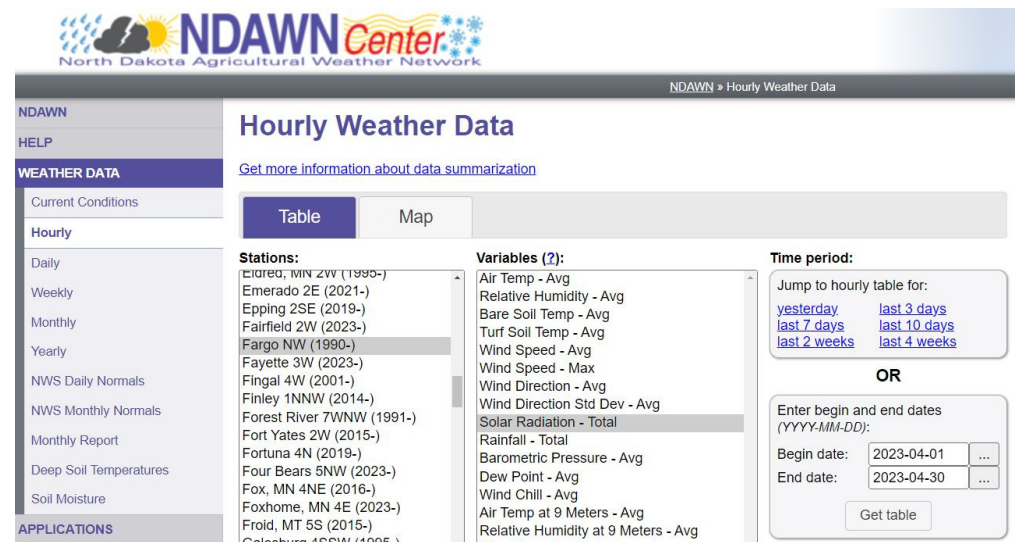 NDAWN Center
North Dakota Agricultural Weather Network
NDAWN » Hourly Weather Data
NDAWN
HELP
WEATHER DATA
Current Conditions
Hourly
Daily
Weekly
Monthly
Yearly
NWS Daily Normals
NWS Monthly Normals
Monthly Report
Deep Soil Temperatures
Soil Moisture
APPLICATIONS
Hourly Weather Data
Get more information about data summarization
Table
Map
Stations:
Eldred, MN 2W (1995-)
Emerado 2E (2021-)
Epping 2SE (2019-)
Fairfield 2W (2023-)
Fargo NW (1990-)
Fayette 3W (2023-)
Fingal 4W (2001-)
Finley 1NNW (2014-)
Forest River 7WNW (1991-)
Fort Yates 2W (2015-)
Fortuna 4N (2019-)
Four Bears 5NW (2023-)
Fox, MN 4NE (2016-)
Foxhome, MN 4E (2023-)
Froid, MT 5S (2015-)
Variables (?):
Air Temp - Avg
Relative Humidity - Avg
Bare Soil Temp - Avg
Turf Soil Temp - Avg
Wind Speed - Avg
Wind Speed - Max
Wind Direction - Avg
Wind Direction Std Dev - Avg
Solar Radiation - Total
Rainfall - Total
Barometric Pressure - Avg
Dew Point - Avg
Wind Chill - Avg
Air Temp at 9 Meters - Avg
Relative Humidity at 9 Meters - Avg
Time period:
Jump to hourly table for:
yesterday last 3 days
last 7 days last 10 days
last 2 weeks last 4 weeks
OR
Enter begin and end dates
(YYYY-MM-DD):
Begin date: 2023-04-01 ...
End date: 2023-04-30 ...
Get table